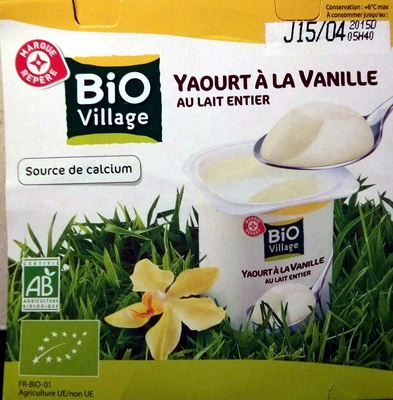 Conservation : +6°C max
À consommer jusqu'au :
J15/04 2015D
05H40
MARQUE
REPÈRE
BiO
Village
YAOURT À LA VANILLE
AU LAIT ENTIER
Source de calcium
BiO
Village
YAOURT À LA VANILLE
AU LAIT ENTIER
CERTIFIÉ
AB
AGRICULTURE
BIOLOGIQUE
FR-BIO-01
Agriculture UE/non UE